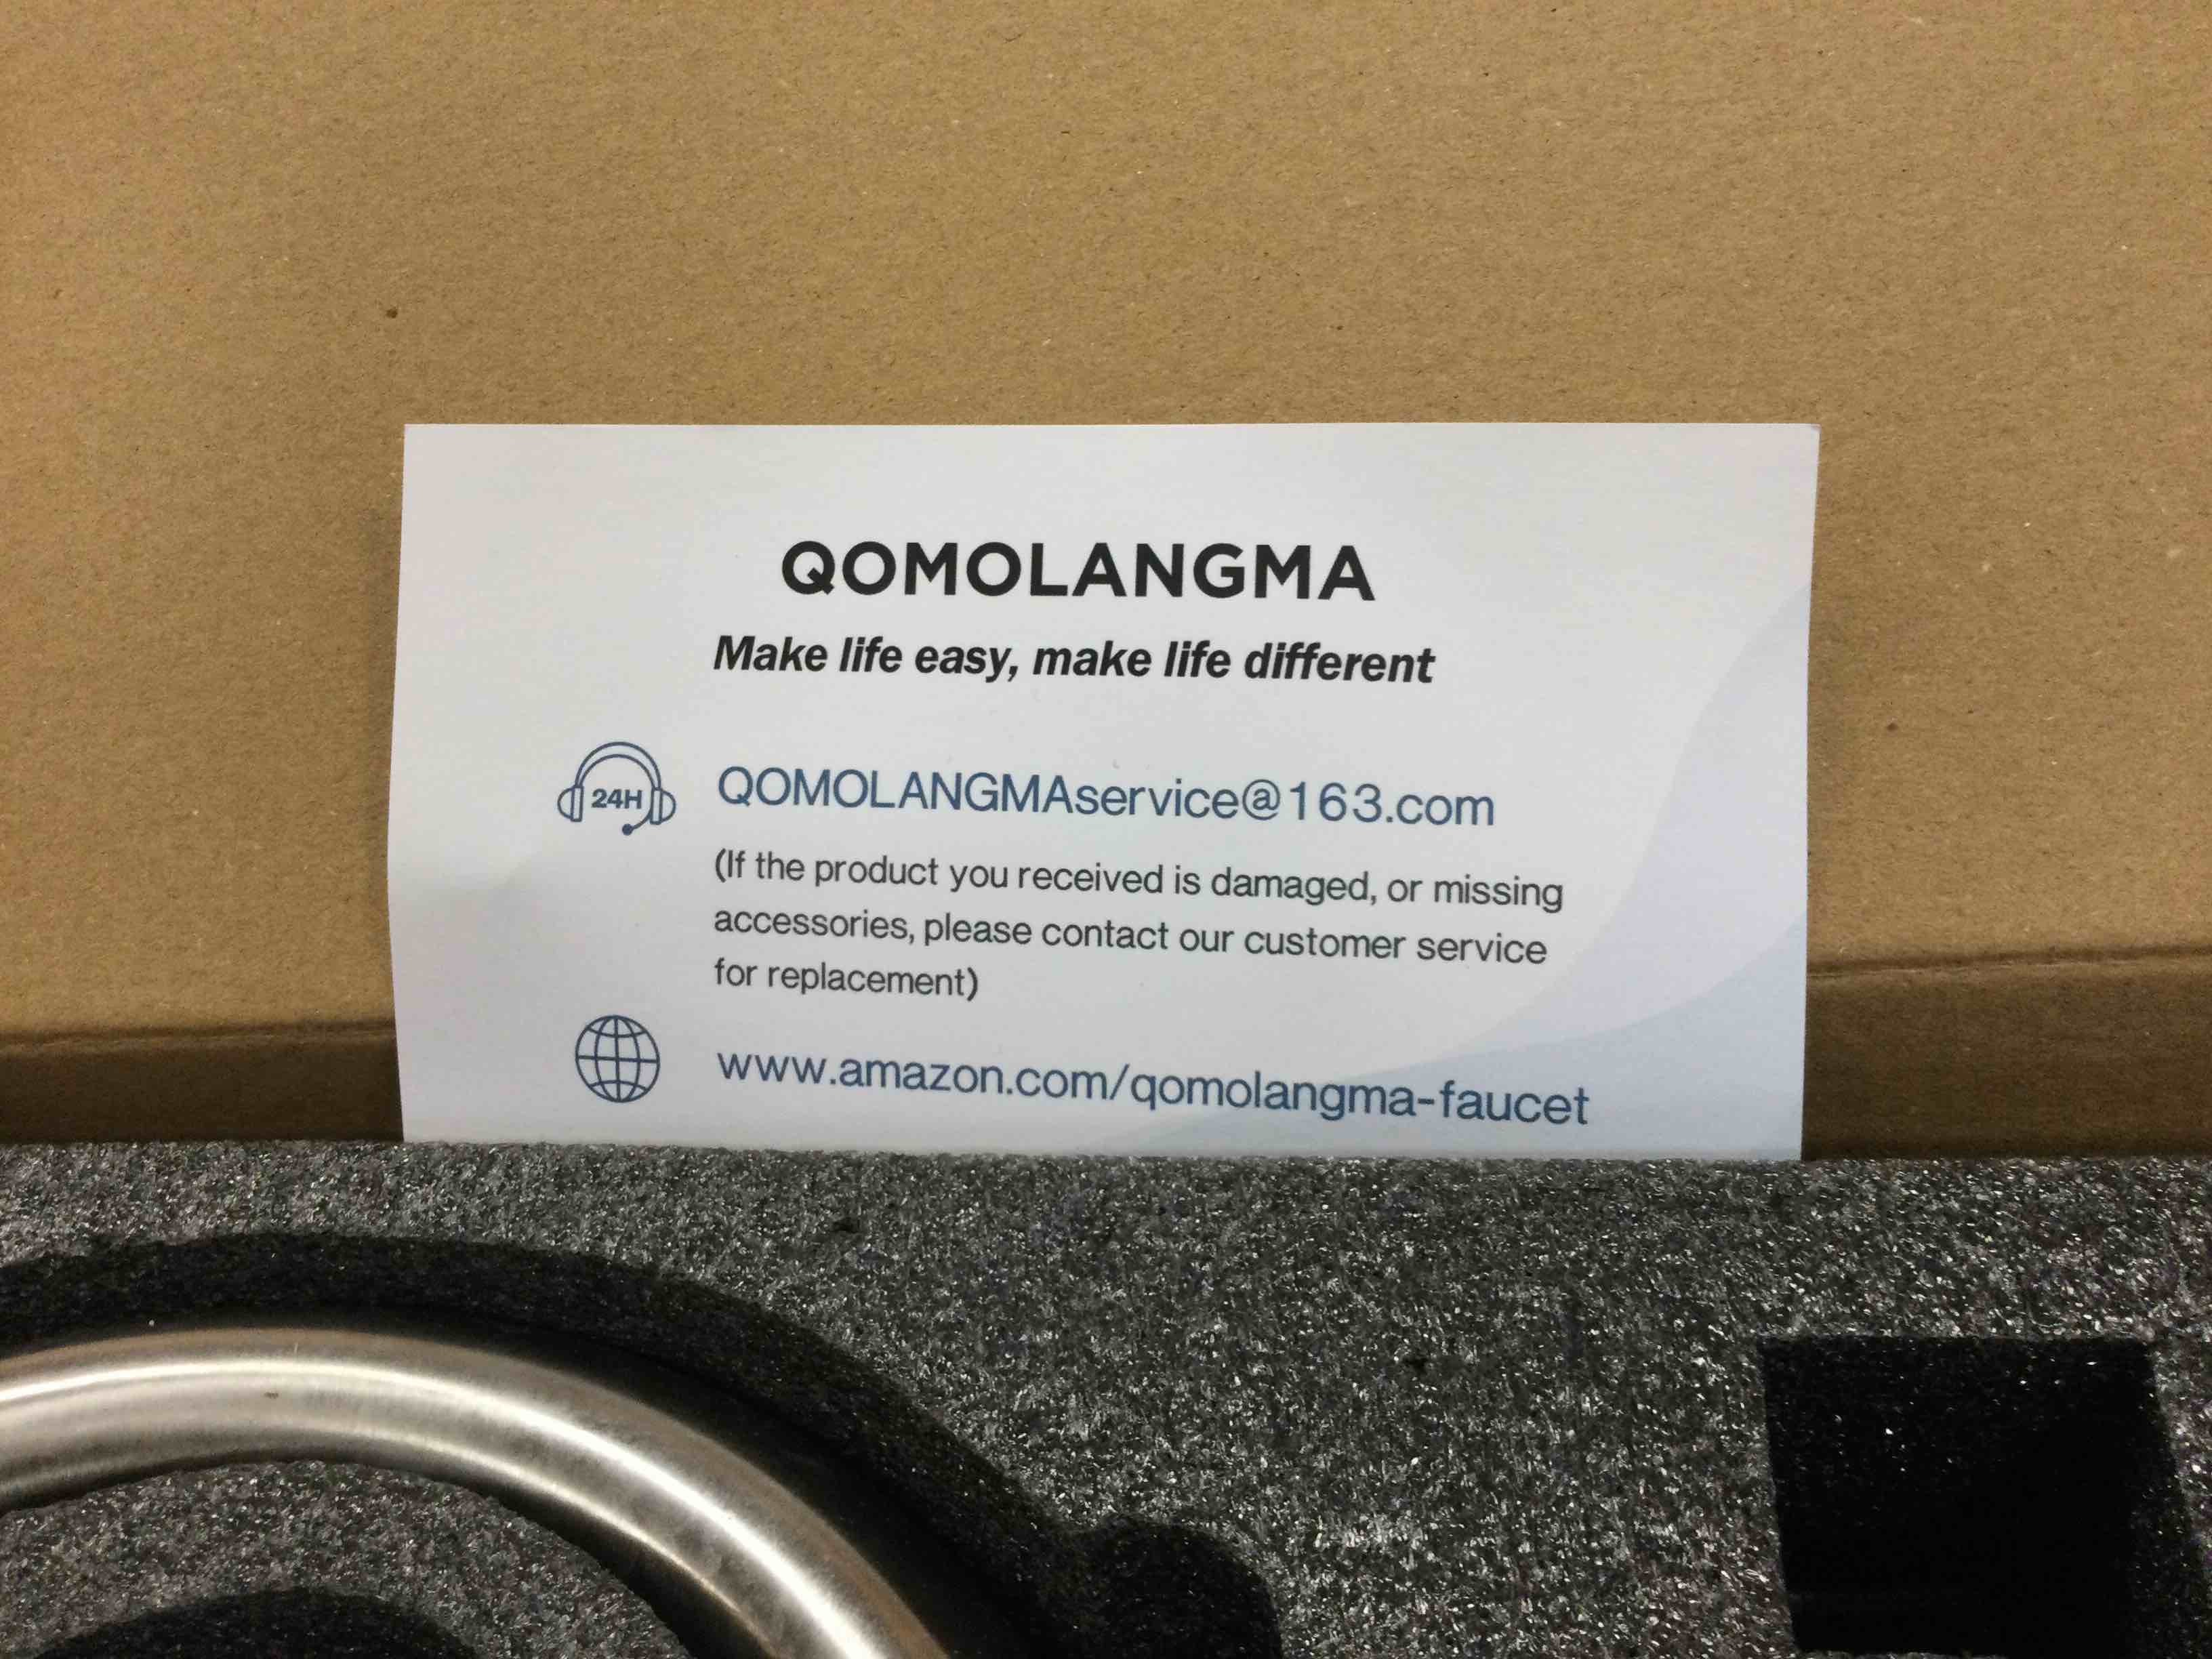 QOMOLANGMA
Make life easy, make life different
24H
QOMOLANGMAservice@163.com
(If the product you received is damaged, or missing
accessories, please contact our customer service
for replacement)
www.amazon.com/qomolangma-faucet